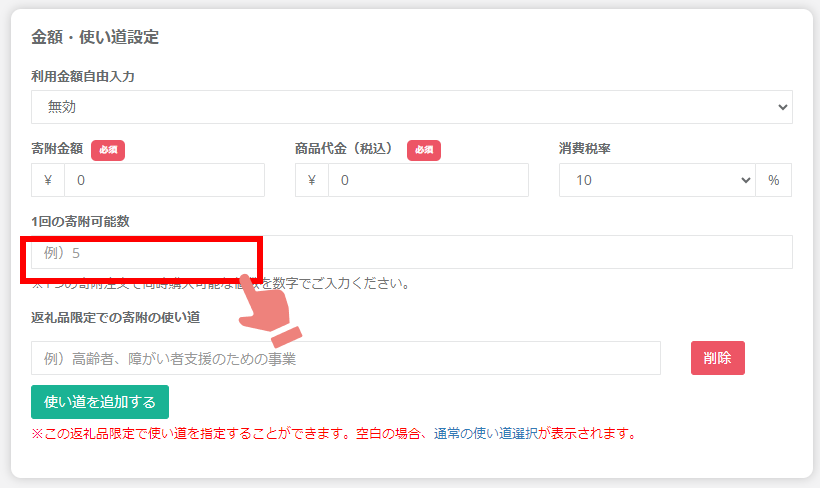 金額・使い道設定
利用金額自由入力
無効
寄附金額 必須 商品代金（税込） 必須 消費税率
¥ 0 ¥ 0 10 %
1回の寄附可能数
例）5
※1つの寄附注文で同時購入可能な個数を数字でご入力ください。
返礼品限定での寄附の使い道
例）高齢者、障がい者支援のための事業 削除
使い道を追加する
※この返礼品限定で使い道を指定することができます。空白の場合、通常の使い道選択が表示されます。